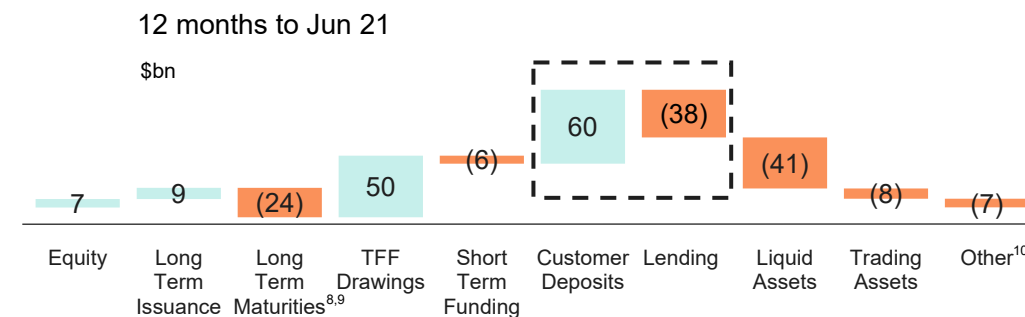 12 months to Jun 21
$bn
7
9
(24)
50
(6)
60
(38)
(41)
(8)
(7)
Equity
Long
Term
Issuance
Long
Term
Maturities8,9
TFF
Drawings
Short
Term
Funding
Customer
Deposits
Lending
Liquid
Assets
Trading
Assets
Other10